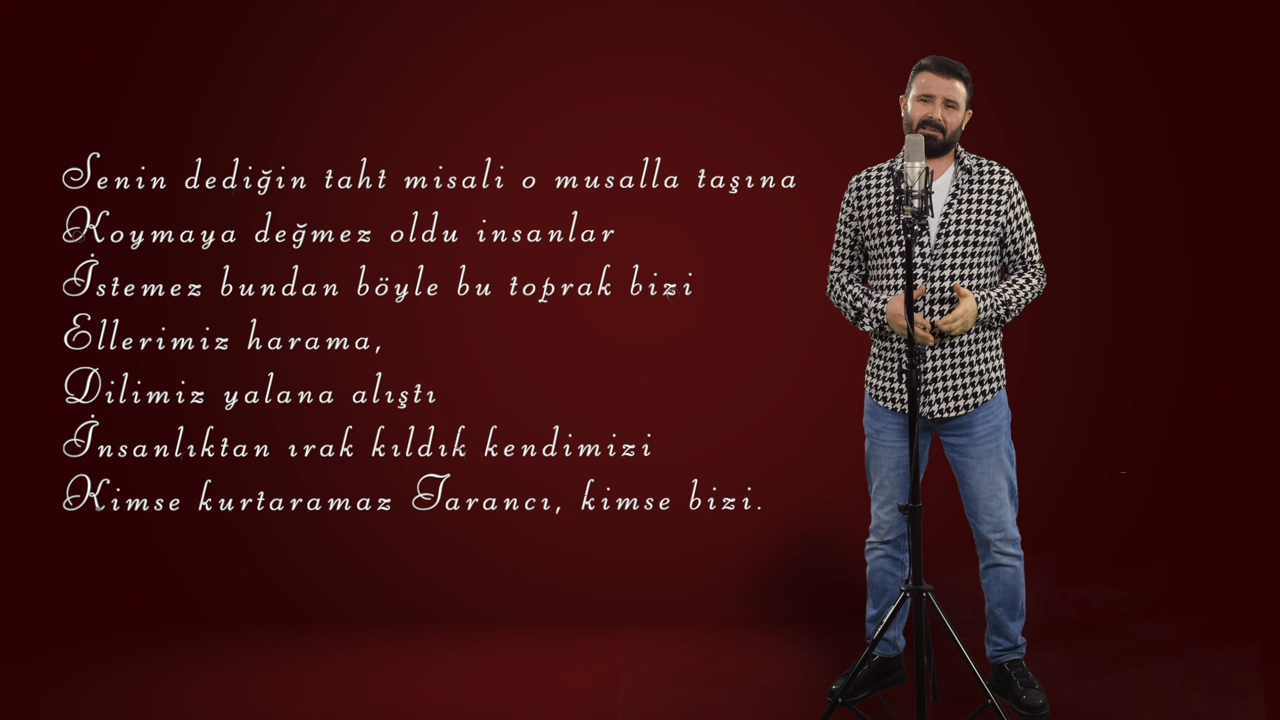 Senin dediğin taht misali o musalla taşına
Koymaya değmez oldu insanlar
İstemez bundan böyle bu toprak bizi
Ellerimiz harama,
Dilimiz yalana alıştı
İnsanlıktan ırak kıldık kendimizi
Kimse kurtaramaz Tarancı, kimse bizi.